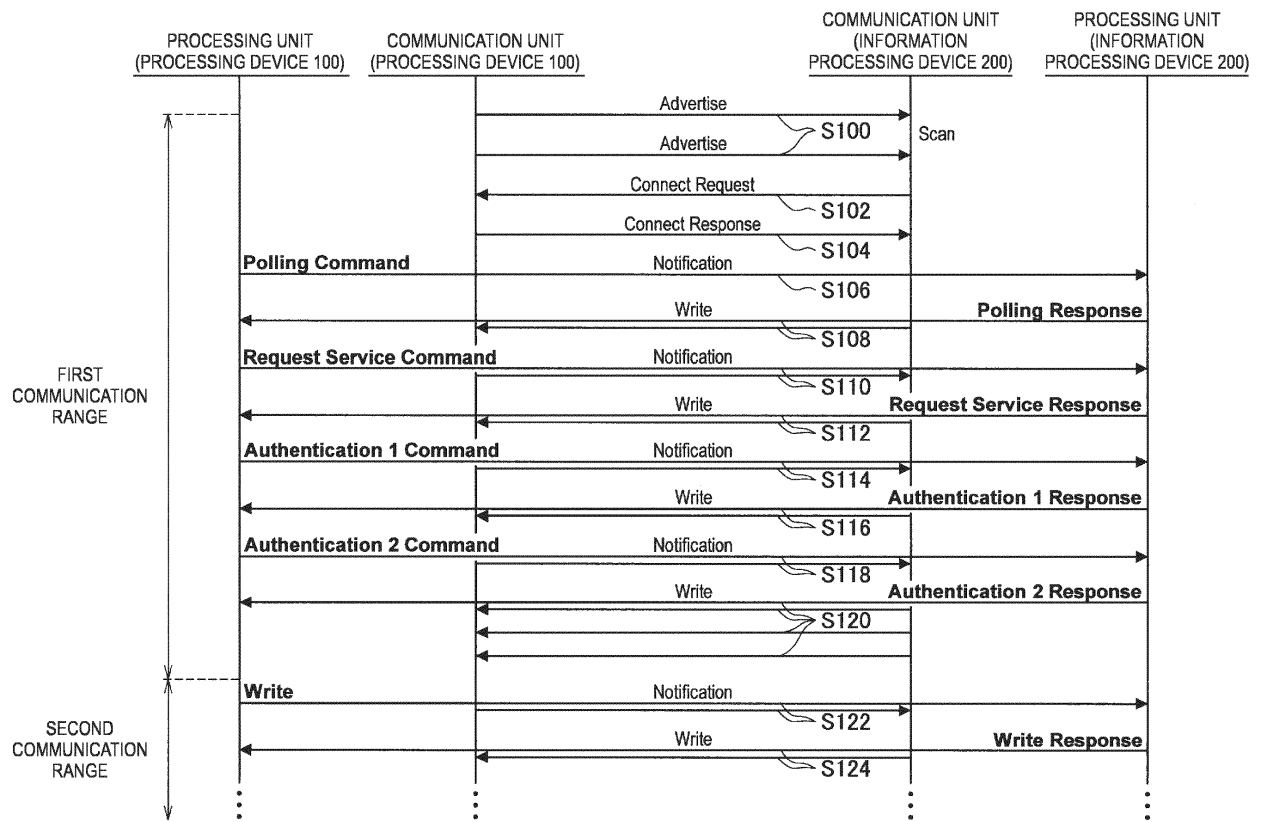 PROCESSING UNIT
(PROCESSING DEVICE 100)
COMMUNICATION UNIT
(PROCESSING DEVICE 100)
COMMUNICATION UNIT
(INFORMATION
PROCESSING DEVICE 200)
PROCESSING UNIT
(INFORMATION
PROCESSING DEVICE 200)
Advertise
S100
Scan
Advertise
Connect Request
S102
Connect Response
S104
Polling Command
Notification
S106
Write
Polling Response
S108
Request Service Command
Notification
S110
FIRST
COMMUNICATION
RANGE
Write
Request Service Response
S112
Authentication 1 Command
Notification
S114
Write
Authentication 1 Response
S116
Authentication 2 Command
Notification
S118
Write
Authentication 2 Response
S120
Write
Notification
S122
SECOND
COMMUNICATION
RANGE
Write
Write Response
S124